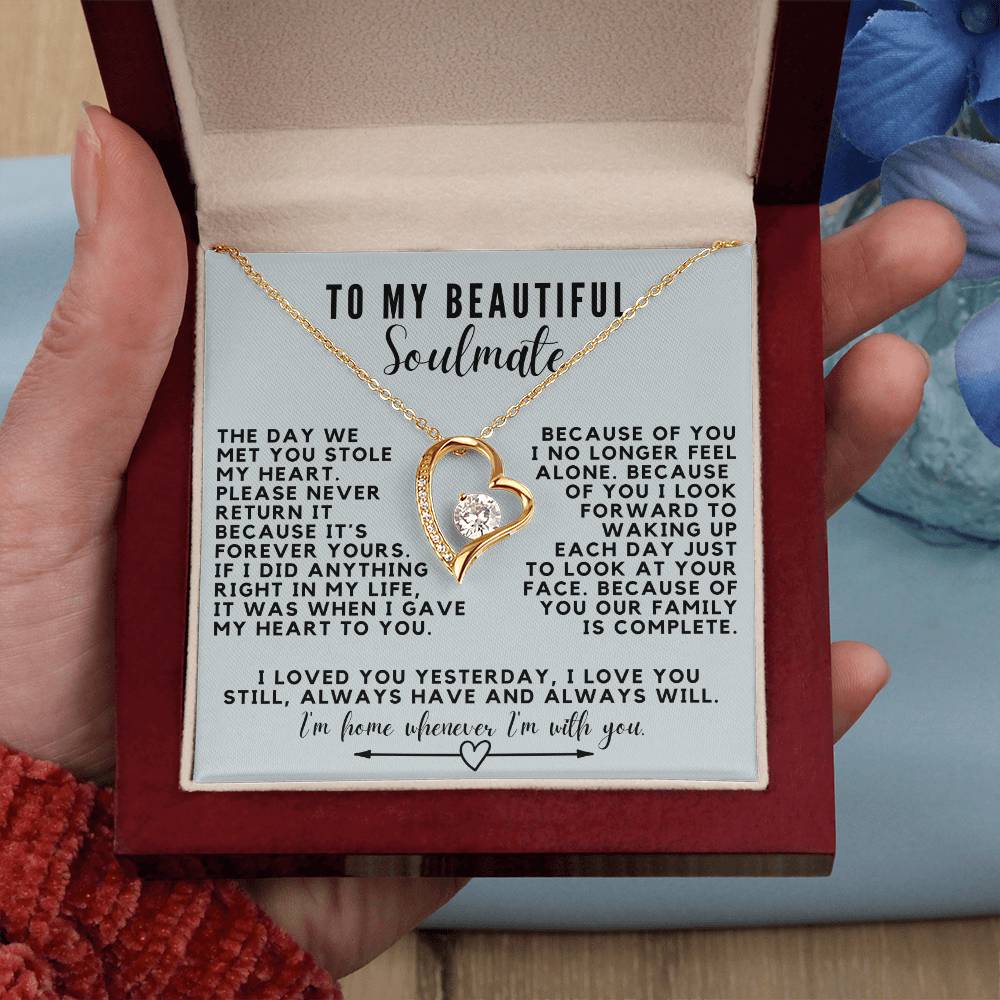 TO MY BEAUTIFUL
Soulmate
THE DAY WE
MET YOU STOLE
MY HEART.
PLEASE NEVER
RETURN IT
BECAUSE IT'S
FOREVER YOURS.
IF I DID ANYTHING
RIGHT IN MY LIFE,
IT WAS WHEN I GAVE
MY HEART TO YOU.
BECAUSE OF YOU
I NO LONGER FEEL
ALONE. BECAUSE
OF YOU I LOOK
FORWARD TO
WAKING UP
EACH DAY JUST
TO LOOK AT YOUR
FACE. BECAUSE OF
YOU OUR FAMILY
IS COMPLETE.
I LOVED YOU YESTERDAY, I LOVE YOU
STILL, ALWAYS HAVE AND ALWAYS WILL.
I'm home whenever I'm with you.